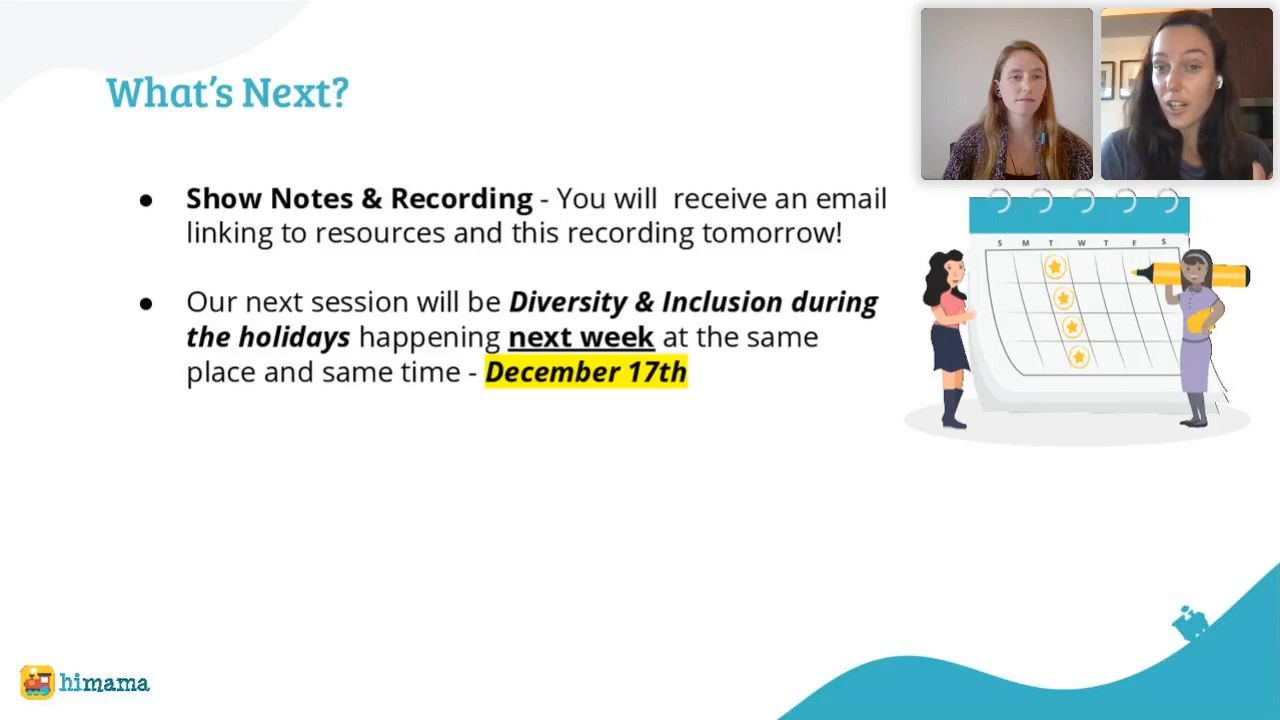 What's Next?
● Show Notes & Recording - You will  receive an email
linking to resources and this recording tomorrow!
● Our next session will be Diversity & Inclusion during
the holidays happening next week at the same
place and same time - December 17th
S M T W T F S
himama